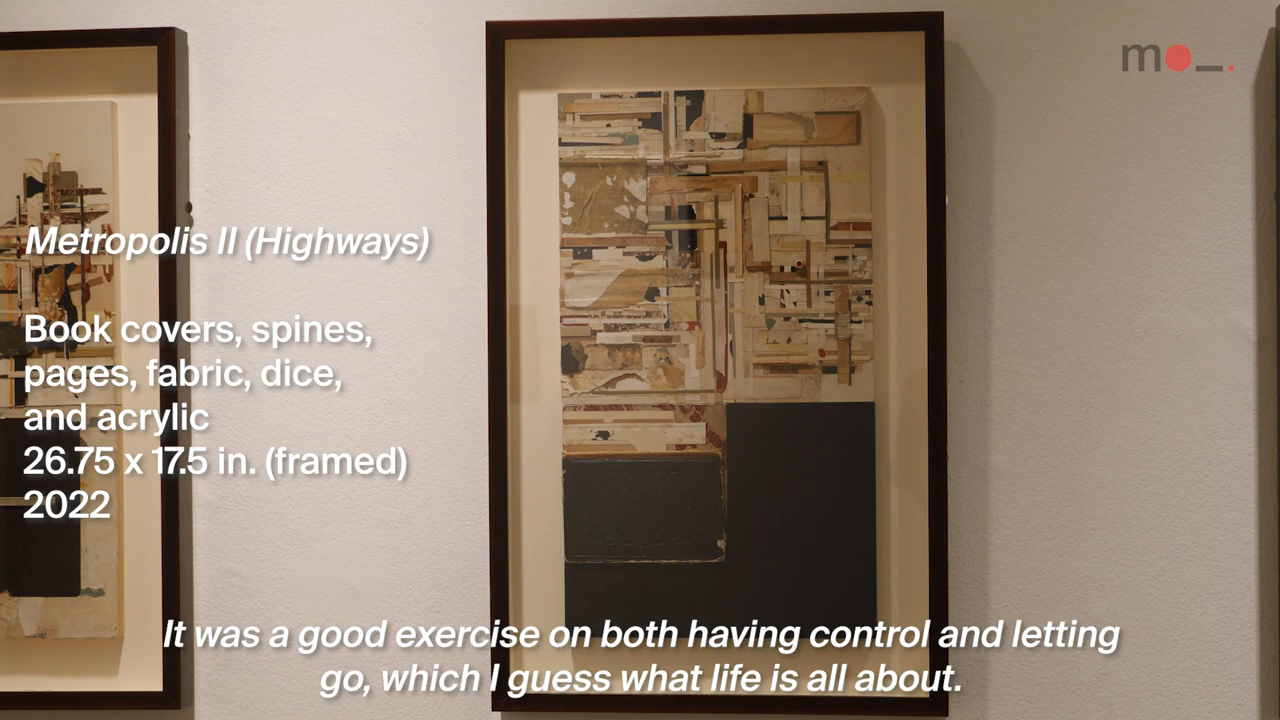 mo_.
Metropolis II (Highways)
Book covers, spines,
pages, fabric, dice,
and acrylic
26.75 x 17.5 in. (framed)
2022
It was a good exercise on both having control and letting
go, which I guess what life is all about.